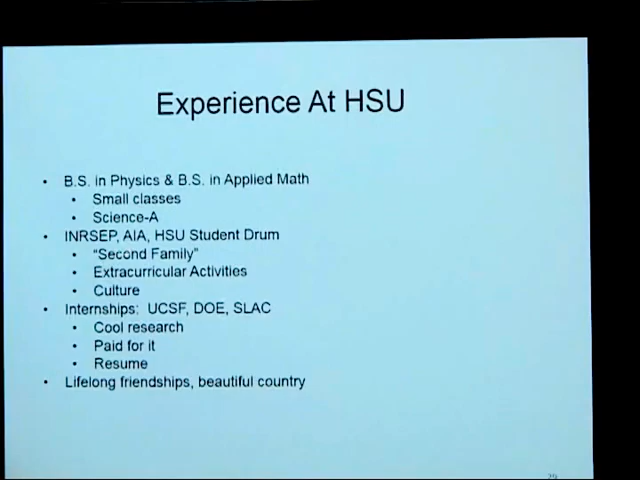 Experience At HSU
• B.S. in Physics & B.S. in Applied Math
• Small classes
• Science-A
• INRSEP, AIA, HSU Student Drum
• “Second Family”
• Extracurricular Activities
• Culture
• Internships: UCSF, DOE, SLAC
• Cool research
• Paid for it
• Resume
• Lifelong friendships, beautiful country